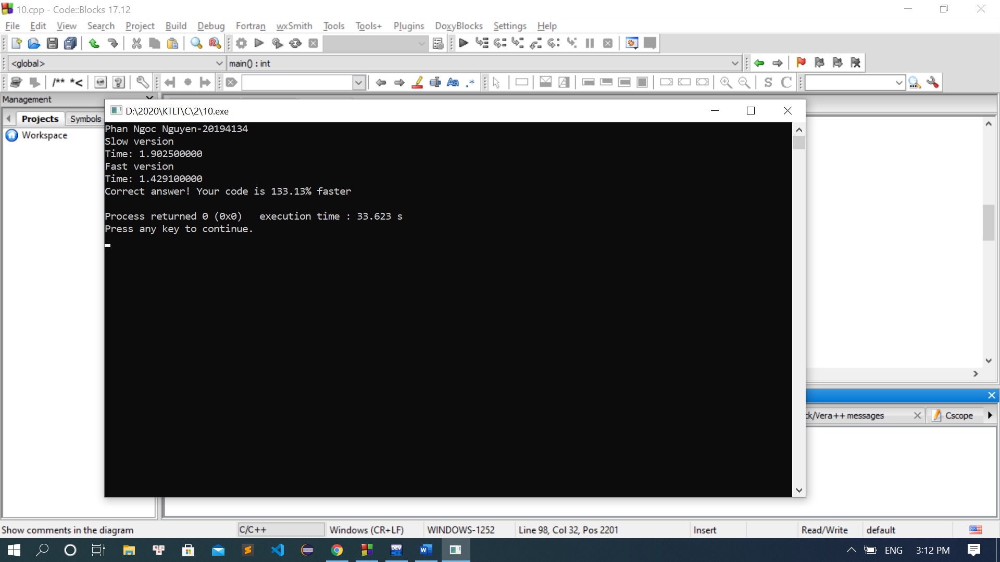 10.cpp - Code::Blocks 17.12
File Edit View Search Project Build Debug Fortran wxSmith Tools Tools+ Plugins DoxyBlocks Settings Help
<global> main() : int
/** *<
Aa .* S C
Management
Projects Symbols
Workspace
D:\2020\KTLT\C\2\10.exe
Phan Ngoc Nguyen-20194134
Slow version
Time: 1.902500000
Fast version
Time: 1.429100000
Correct answer! Your code is 133.13% faster
Process returned 0 (0x0)   execution time : 33.623 s
Press any key to continue.
ck/Vera++ messages Cscope
Show comments in the diagram C/C++ Windows (CR+LF) WINDOWS-1252 Line 98, Col 32, Pos 2201 Insert Read/Write default
DEV W ENG 3:12 PM